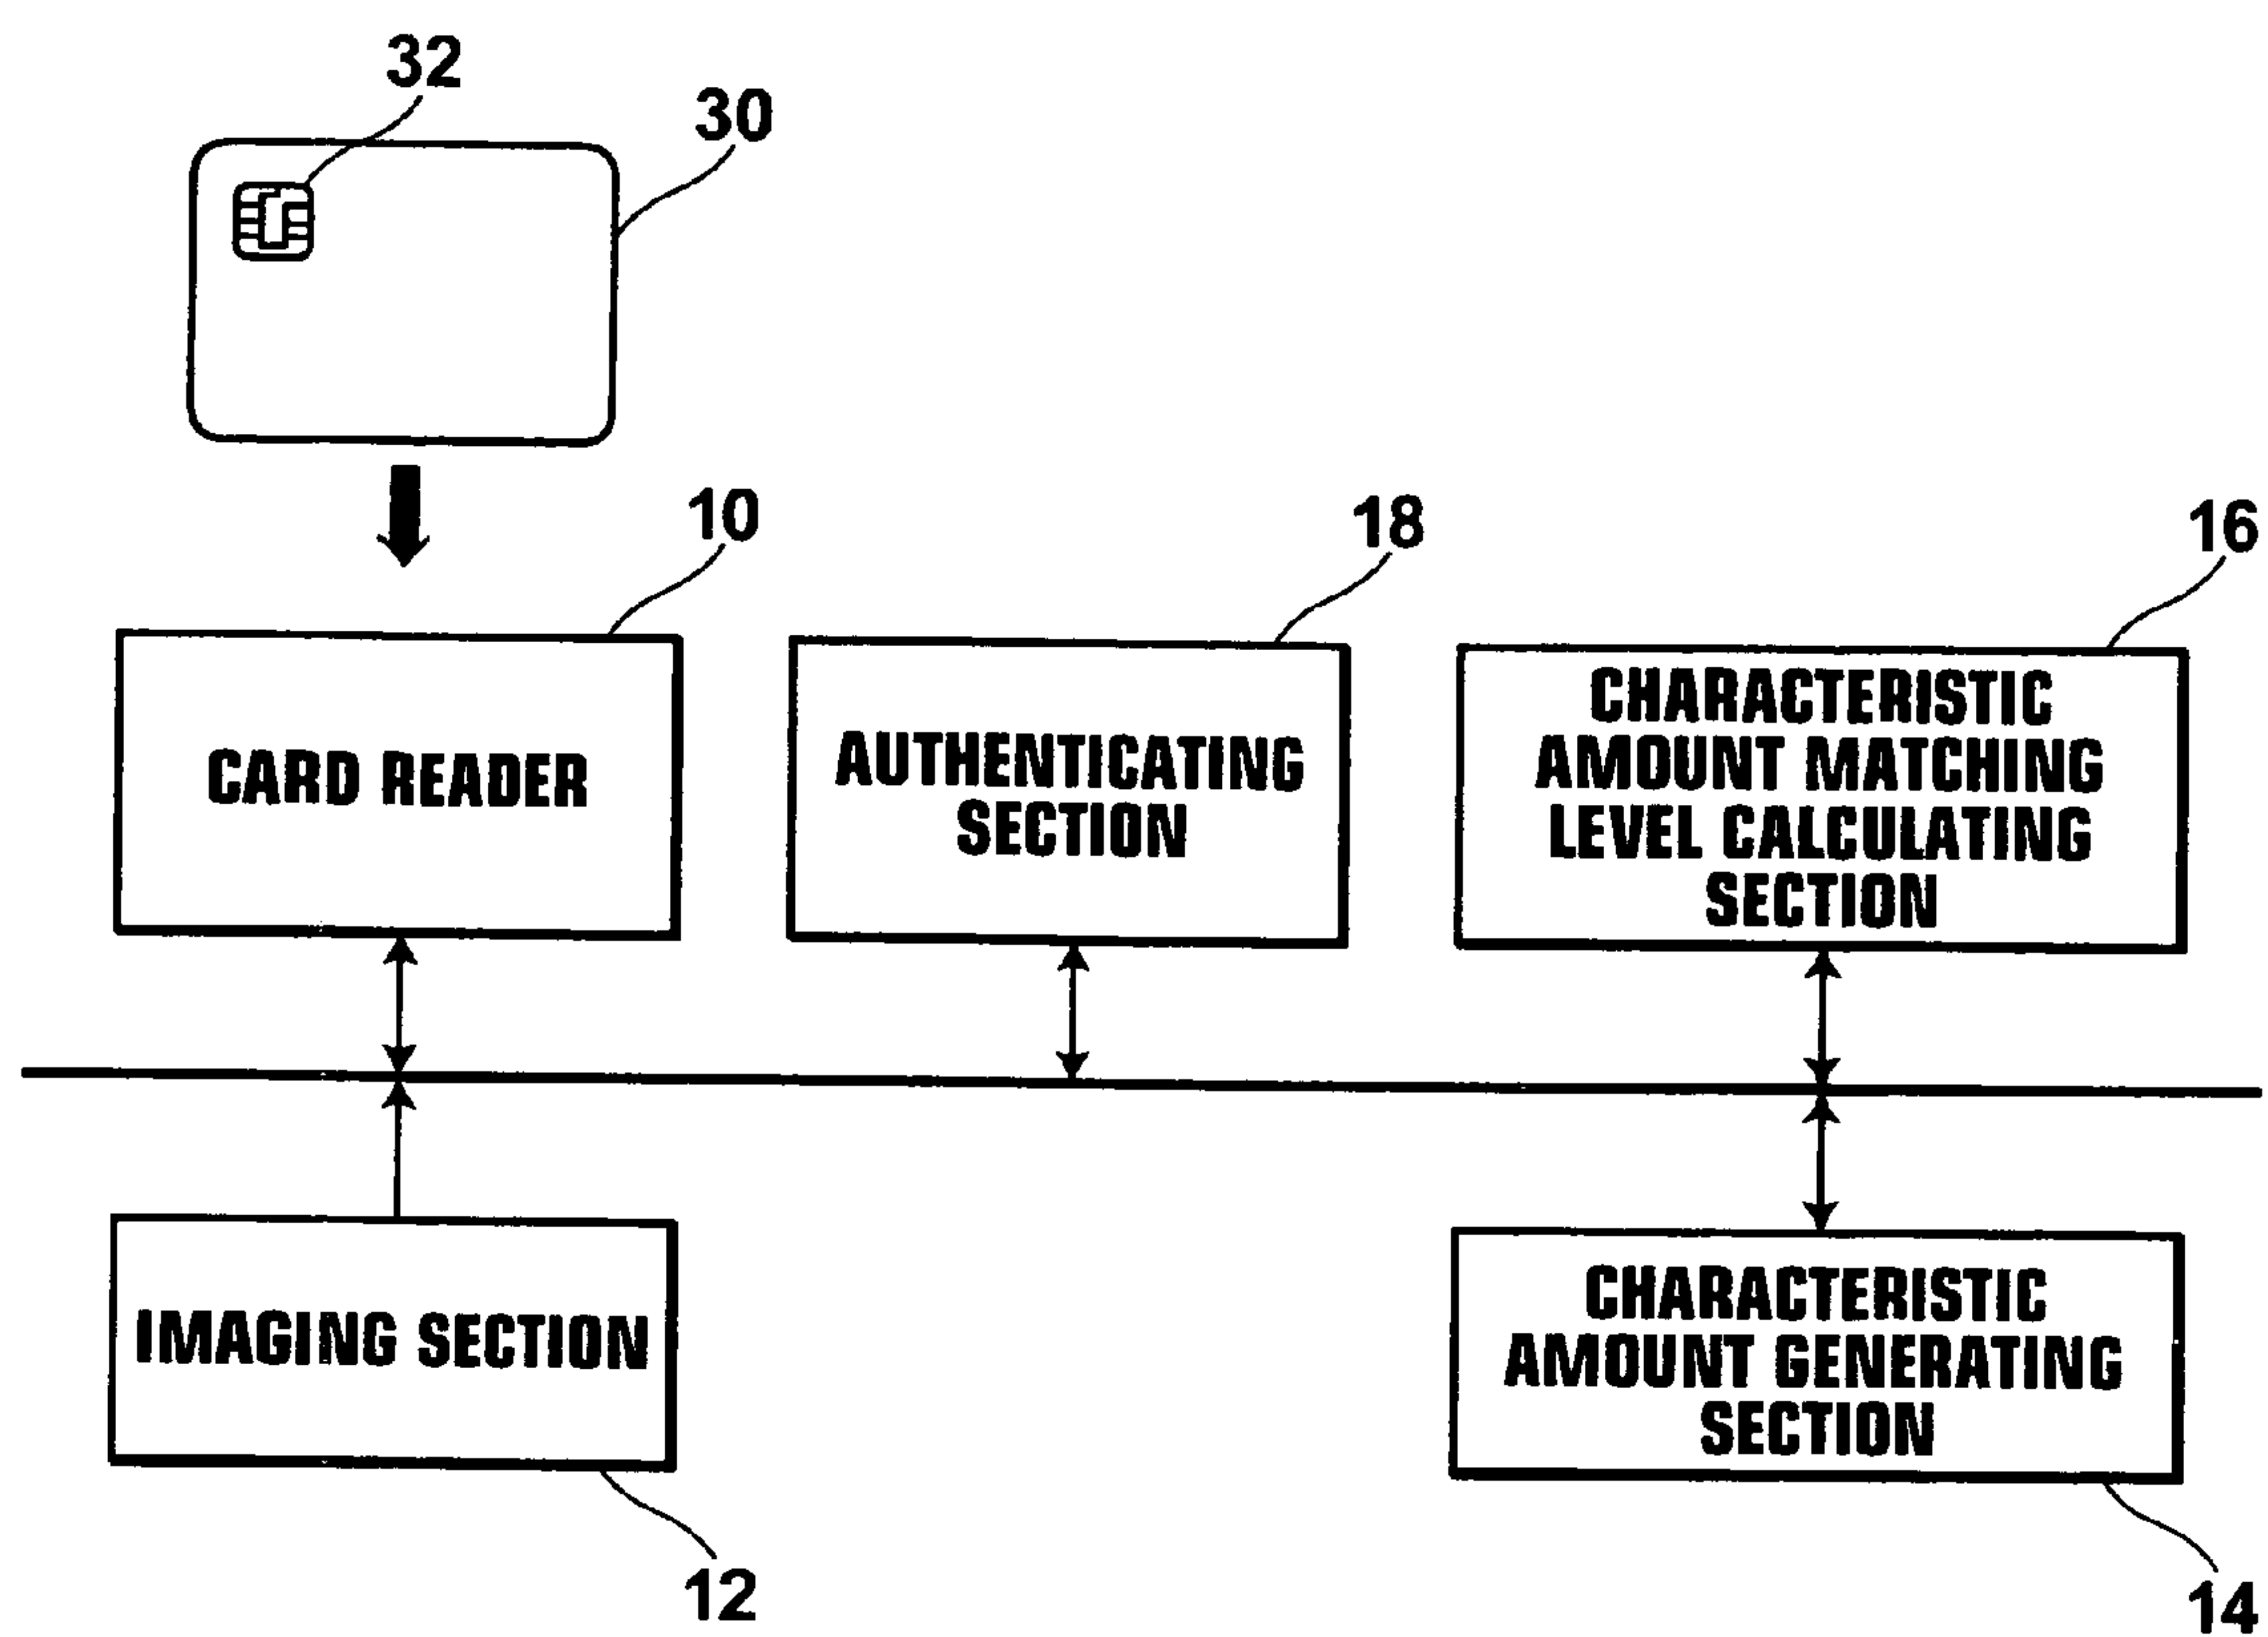 32
30
10
18
16
CARD READER
AUTHENTICATING
SECTION
CHARACTERISTIC
AMOUNT MATCHING
LEVEL CALCULATING
SECTION
IMAGING SECTION
CHARACTERISTIC
AMOUNT GENERATING
SECTION
12
14